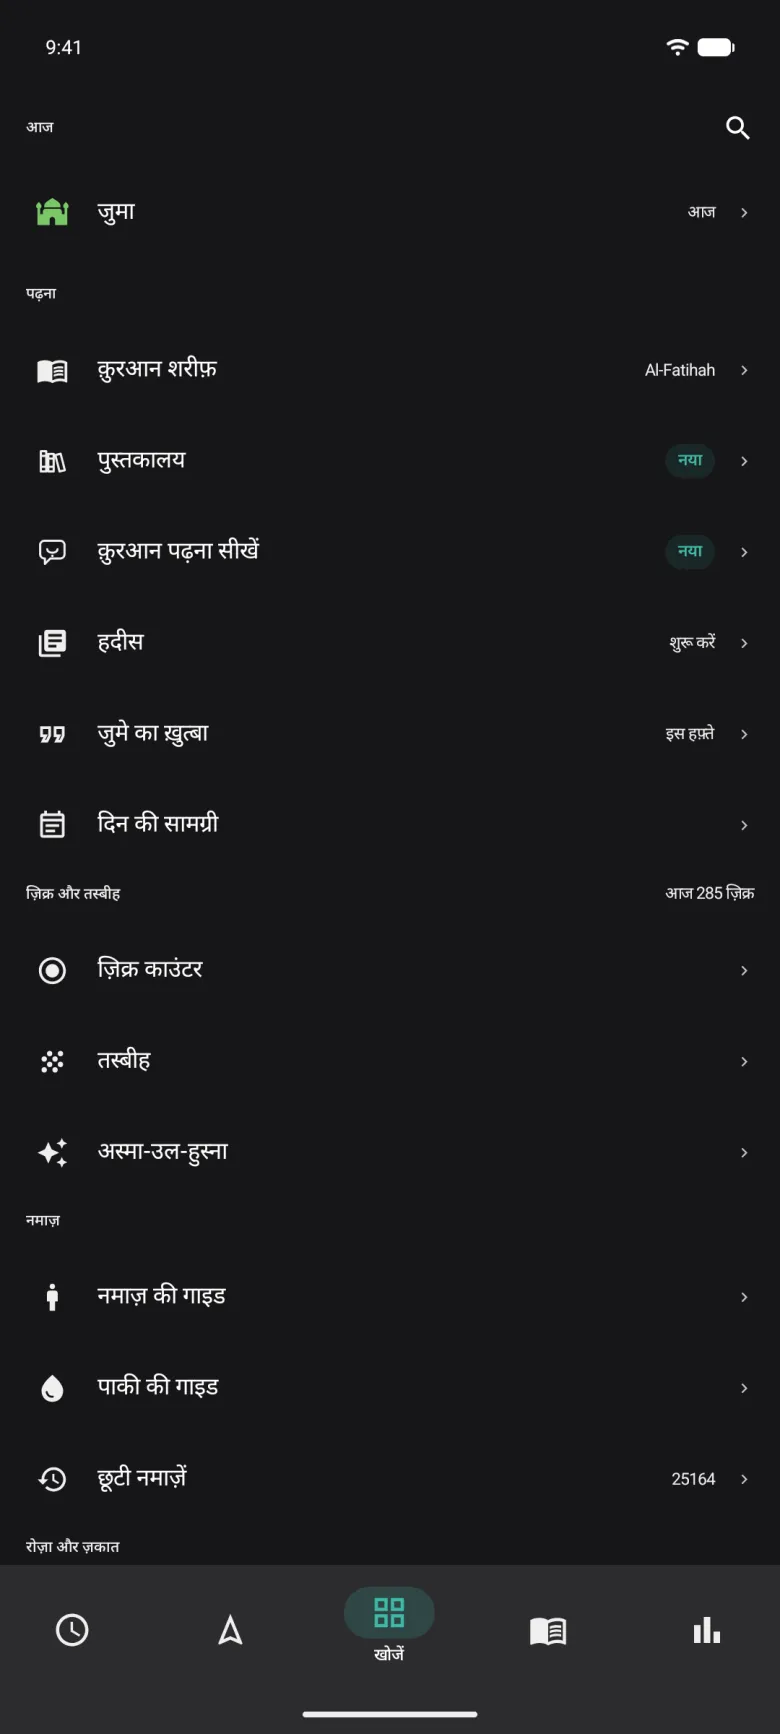 9:41
आज
जुमा
आज
पढ़ना
क़ुरआन शरीफ़
Al-Fatihah
पुस्तकालय
नया
क़ुरआन पढ़ना सीखें
नया
हदीस
शुरू करें
जुमे का ख़ुत्बा
इस हफ़्ते
दिन की सामग्री
ज़िक्र और तस्बीह
आज 285 ज़िक्र
ज़िक्र काउंटर
तस्बीह
अस्मा-उल-हुस्ना
नमाज़
नमाज़ की गाइड
पाकी की गाइड
छूटी नमाज़ें
25164
रोज़ा और ज़कात
खोजें